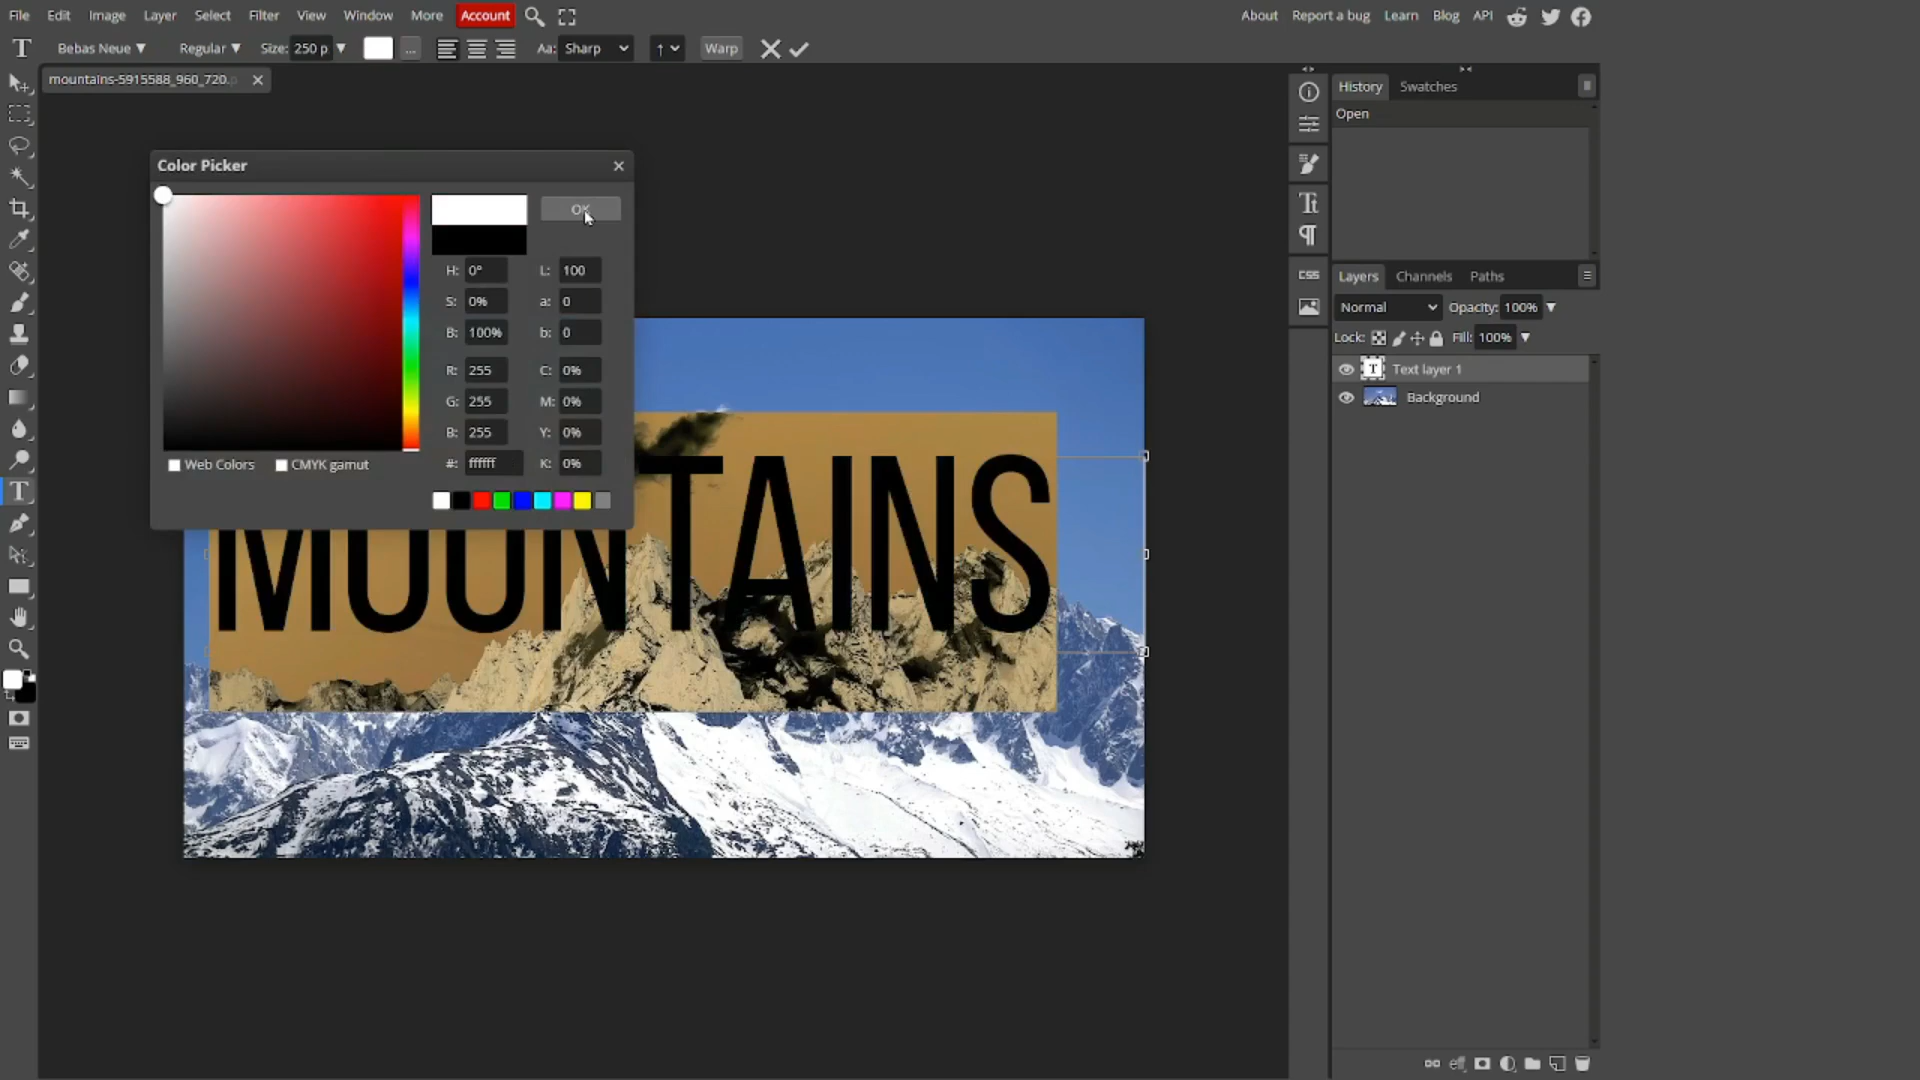 File Edit Image Layer Select Filter View Window More Account About Report a bug Learn Blog API
T Bebas Neue ▼ Regular ▼ Size: 250 p ▼ ... Aa: Sharp ↑ Warp
mountains-5915588_960_720.p
History Swatches
Open
Color Picker
OK
H: 0° L: 100
S: 0% a: 0
B: 100% b: 0
R: 255 C: 0%
G: 255 M: 0%
B: 255 Y: 0%
#: ffffff K: 0%
Web Colors CMYK gamut
MOUNTAINS
CSS
Layers Channels Paths
Normal Opacity: 100% ▼
Lock: Fill: 100% ▼
T Text layer 1
Background
eff